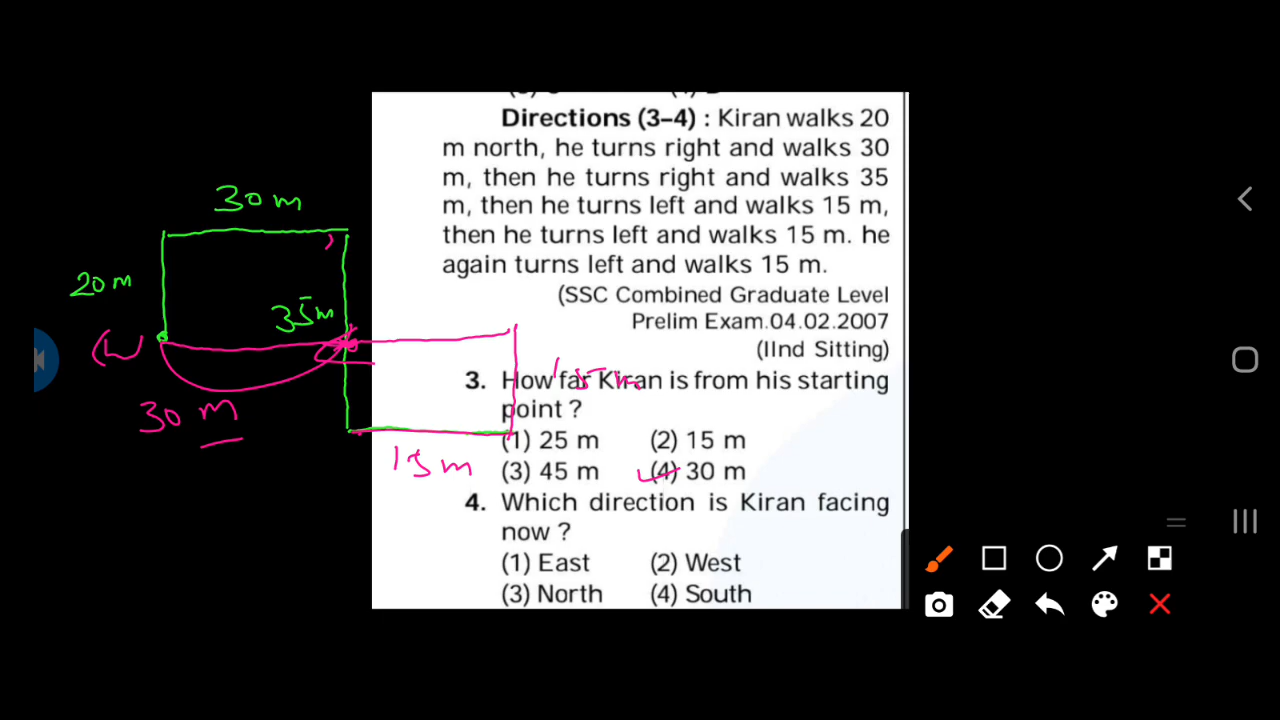 Directions (3–4) : Kiran walks 20
m north, he turns right and walks 30
m, then he turns right and walks 35
m, then he turns left and walks 15 m,
then he turns left and walks 15 m. he
again turns left and walks 15 m.
(SSC Combined Graduate Level
Prelim Exam.04.02.2007
(IInd Sitting)
3. How far Kiran is from his starting
point ?
(1) 25 m (2) 15 m
(3) 45 m (4) 30 m
4. Which direction is Kiran facing
now ?
(1) East (2) West
(3) North (4) South
30 m
20 m
35 m
15 m
30 m
15 m